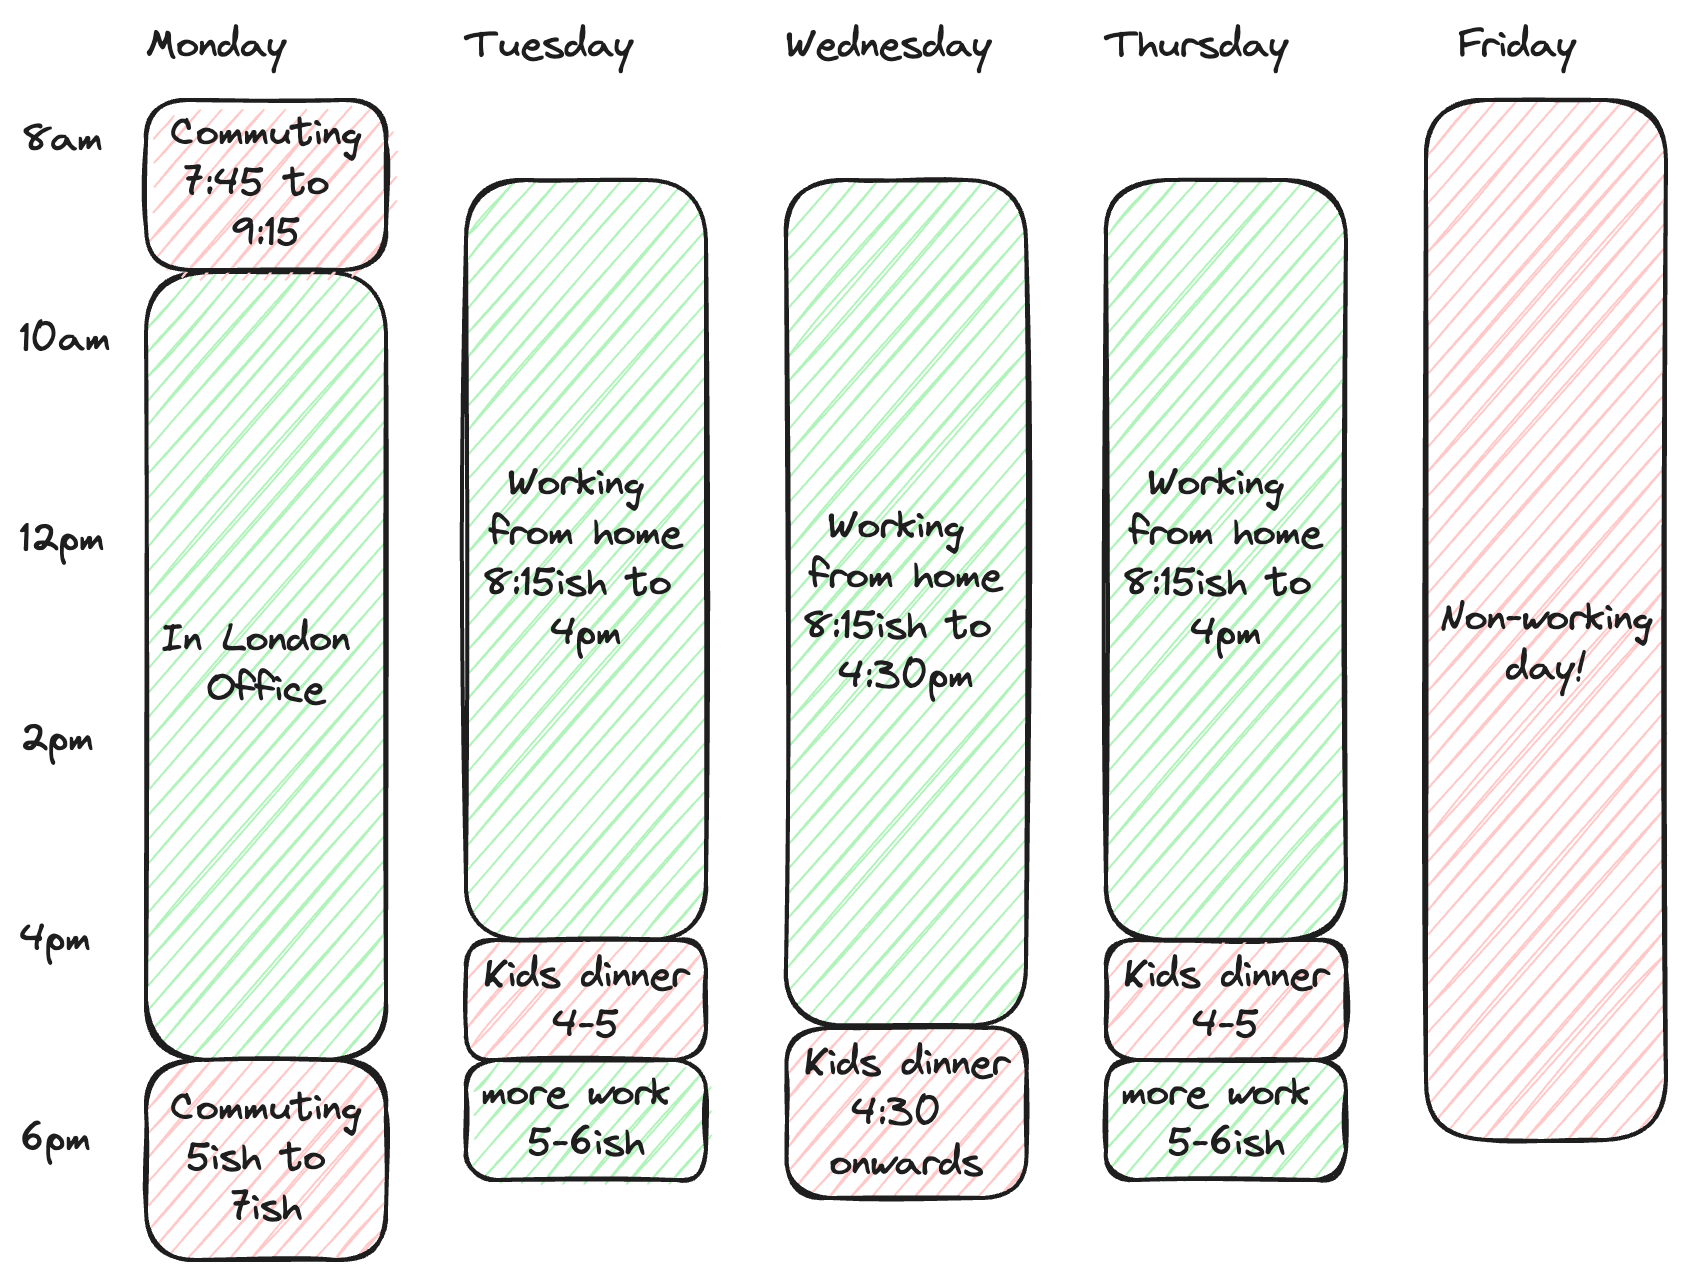 Monday
Tuesday
Wednesday
Thursday
Friday
8am
10am
12pm
2pm
4pm
6pm
Commuting
7:45 to
9:15
In London
Office
Commuting
5ish to
7ish
Working
from home
8:15ish to
4pm
Kids dinner
4-5
more work
5-6ish
Working
from home
8:15ish to
4:30pm
Kids dinner
4:30
onwards
Working
from home
8:15ish to
4pm
Kids dinner
4-5
more work
5-6ish
Non-working
day!